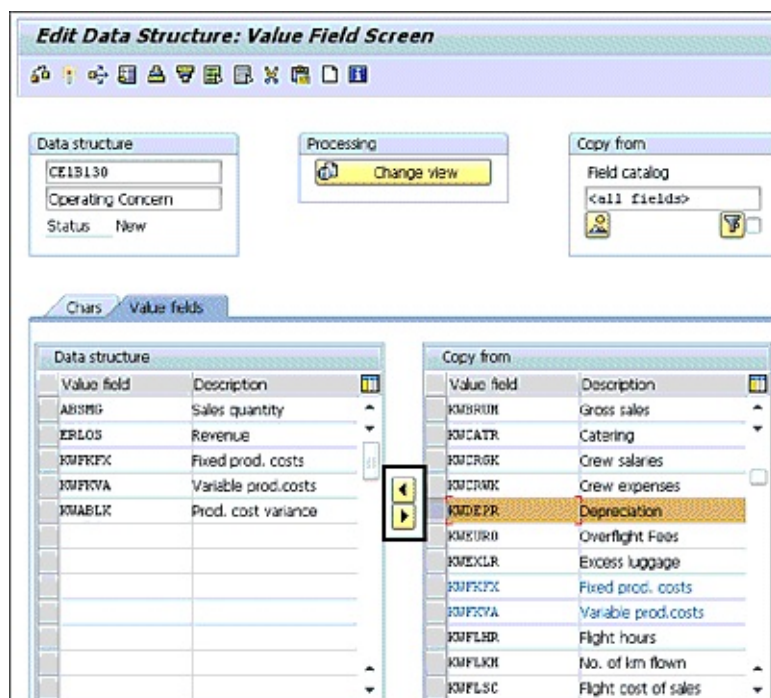 Edit Data Structure: Value Field Screen
Data structure
CE1B130
Operating Concern
Status New
Processing
Change view
Copy from
Field catalog
<all fields>
Chars
Value fields
Data structure
Value field Description
ABSMG Sales quantity
ERLOS Revenue
KWFKFX Fixed prod. costs
KWFKVA Variable prod.costs
KWABLK Prod. cost variance
Copy from
Value field Description
KWBRUM Gross sales
KWCATR Catering
KWCRGK Crew salaries
KWCRWK Crew expenses
KWDEPR Depreciation
KWEURO Overflight Fees
KWEXLR Excess luggage
KWFKFX Fixed prod. costs
KWFKVA Variable prod.costs
KWFLHR Flight hours
KWFLKM No. of km flown
KWFLSC Flight cost of sales